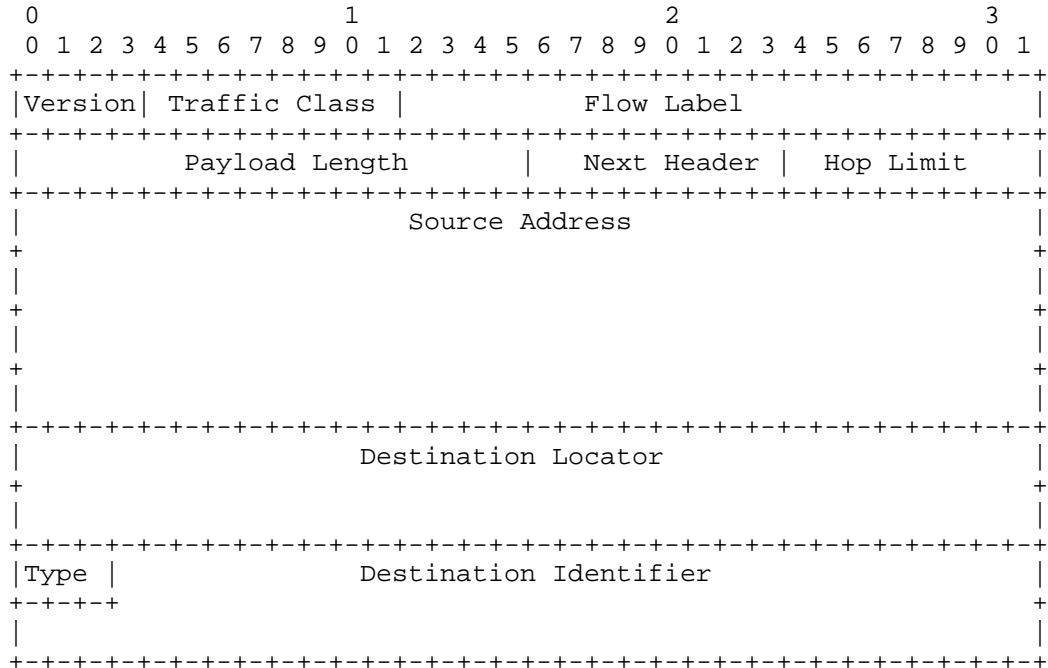 0                   1                   2                   3
0 1 2 3 4 5 6 7 8 9 0 1 2 3 4 5 6 7 8 9 0 1 2 3 4 5 6 7 8 9 0 1
+-+-+-+-+-+-+-+-+-+-+-+-+-+-+-+-+-+-+-+-+-+-+-+-+-+-+-+-+-+-+-+-+
|Version| Traffic Class |           Flow Label                  |
+-+-+-+-+-+-+-+-+-+-+-+-+-+-+-+-+-+-+-+-+-+-+-+-+-+-+-+-+-+-+-+-+
|          Payload Length       |   Next Header |  Hop Limit    |
+-+-+-+-+-+-+-+-+-+-+-+-+-+-+-+-+-+-+-+-+-+-+-+-+-+-+-+-+-+-+-+-+
|                        Source Address                         |
+                                                               +
|                                                               |
+                                                               +
|                                                               |
+                                                               +
|                                                               |
+-+-+-+-+-+-+-+-+-+-+-+-+-+-+-+-+-+-+-+-+-+-+-+-+-+-+-+-+-+-+-+-+
|                     Destination Locator                       |
+                                                               +
|                                                               |
+-+-+-+-+-+-+-+-+-+-+-+-+-+-+-+-+-+-+-+-+-+-+-+-+-+-+-+-+-+-+-+-+
|Type |               Destination Identifier                    |
+-+-+-+                                                         +
|                                                               |
+-+-+-+-+-+-+-+-+-+-+-+-+-+-+-+-+-+-+-+-+-+-+-+-+-+-+-+-+-+-+-+-+